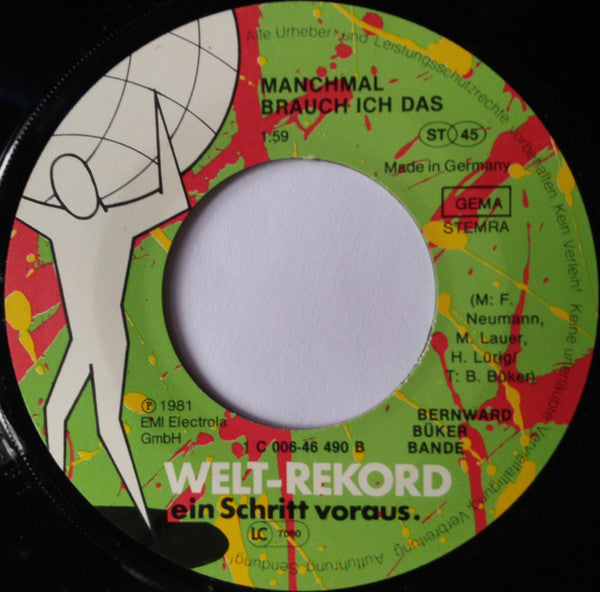 Alle Urheber- und Leistungsschutzrechte vorbehalten Kein Verleih! Keine unerlaubte Vervielfältigung, Verbreitung Aufführung Sendung!
MANCHMAL
BRAUCH ICH DAS
1:59
ST 45
Made in Germany
GEMA
STEMRA
(M: F.
Neumann,
M. Lauer,
H. Lürig/
T: B. Büker)
Ⓟ 1981
EMI Electrola
GmbH
1 C 006-46 490 B
BERNWARD
BÜKER
BANDE
WELT-REKORD
ein Schritt voraus.
LC 7060